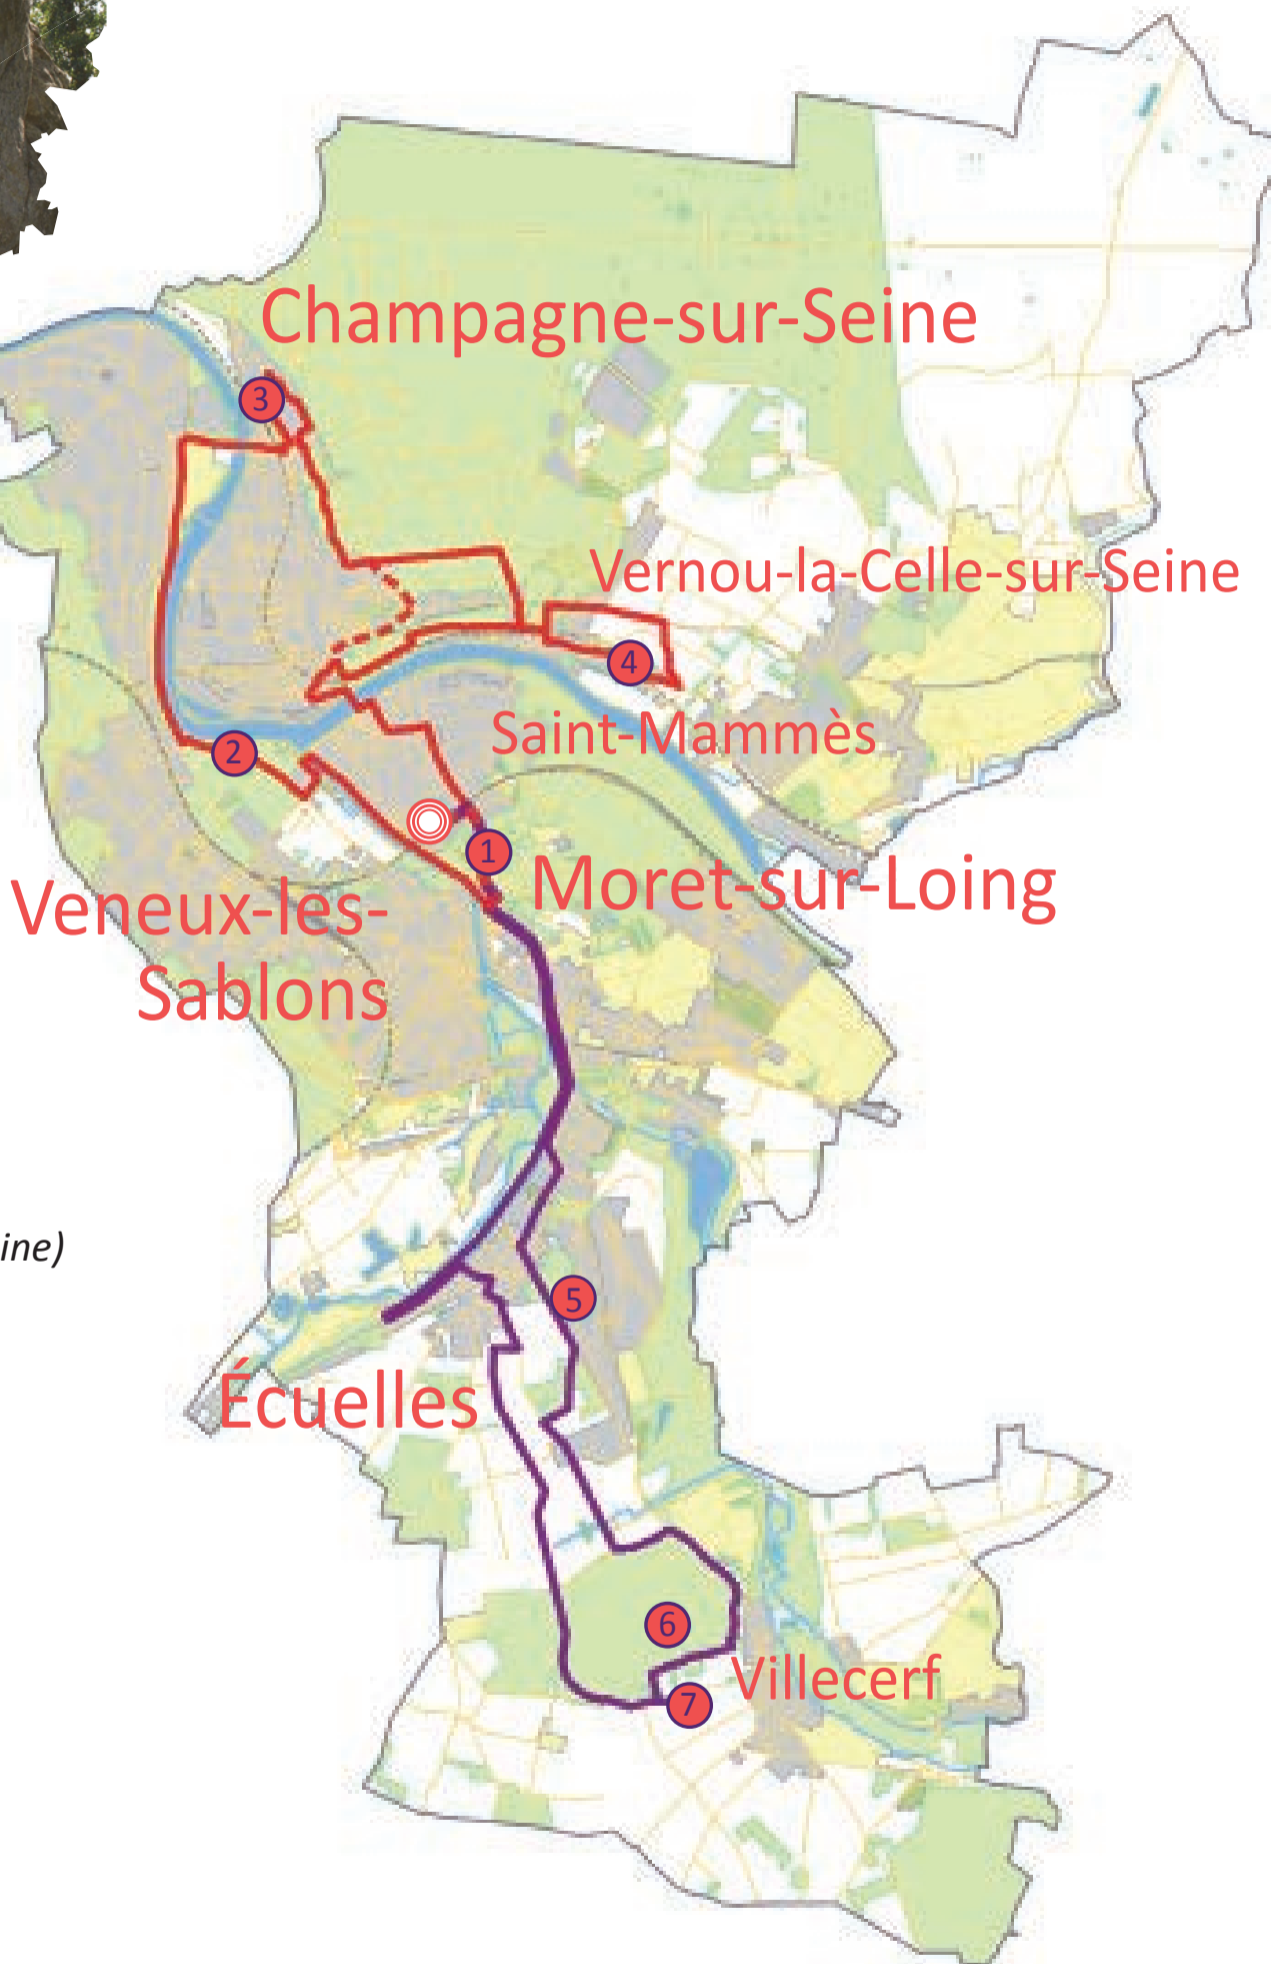 Champagne-sur-Seine
3
Vernou-la-Celle-sur-Seine
4
Saint-Mammès
2
1
Moret-sur-Loing
Veneux-les-
Sablons
ine)
5
Écuelles
6
Villecerf
7